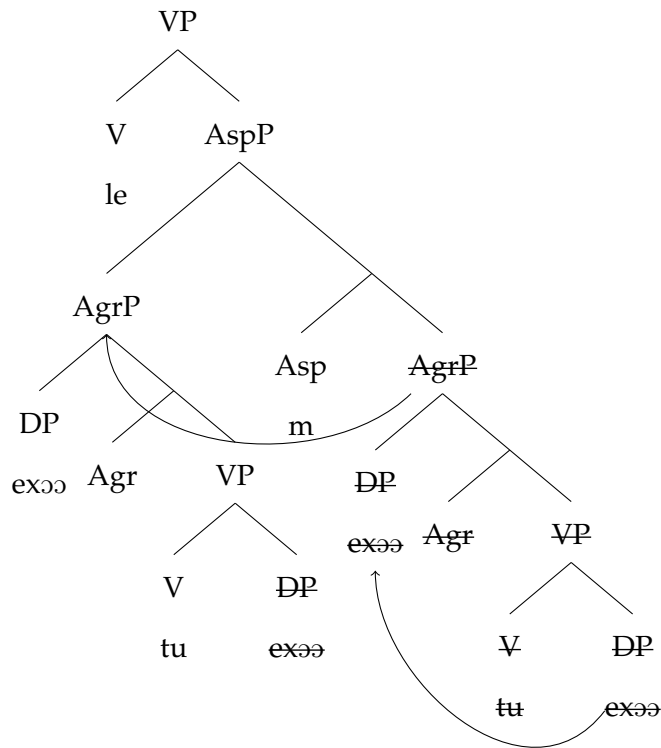 VP
V AspP
le
AgrP
Asp AgrP
DP m
exɔɔ Agr VP DP
exɔɔ Agr VP
V DP
tu exɔɔ V DP
tu exɔɔ